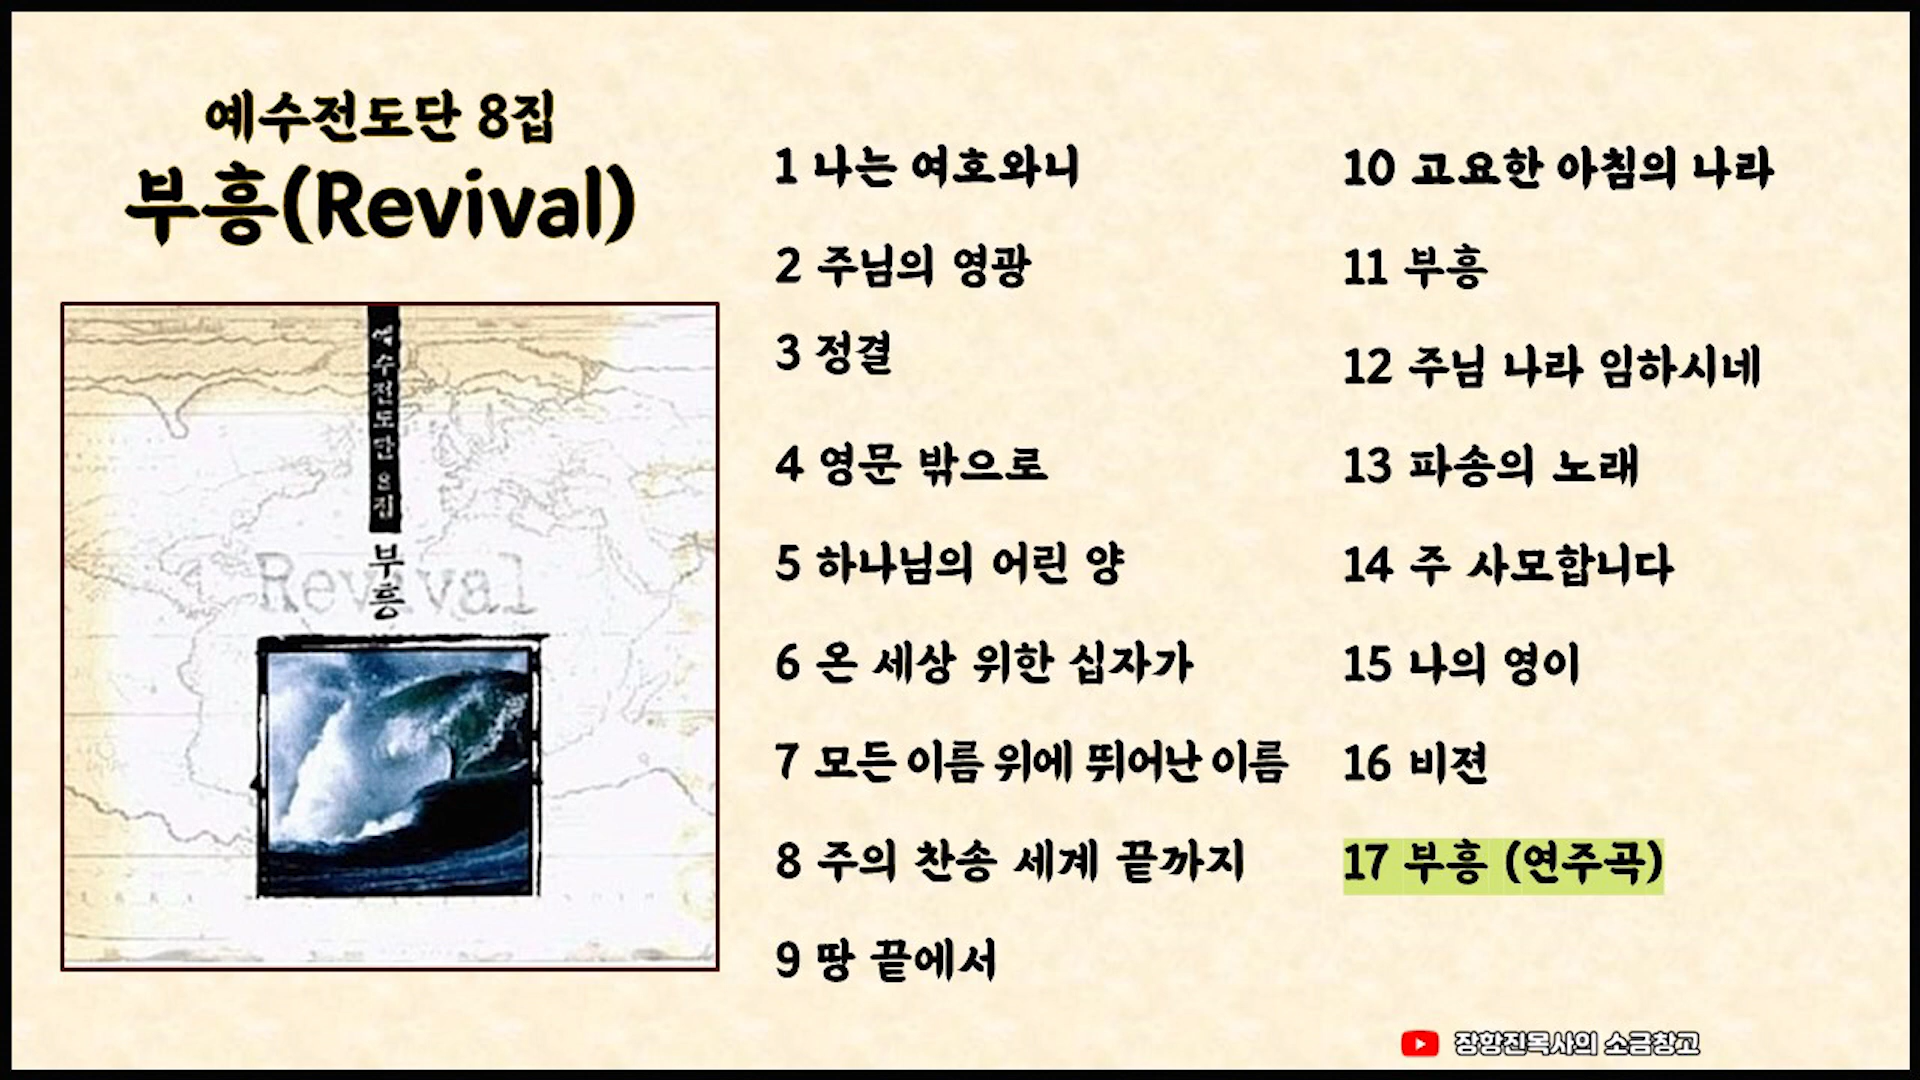 예수전도단 8집
부흥(Revival)
예수전도단 8집
부흥
Revival
1 나는 여호와니
2 주님의 영광
3 정결
4 영문 밖으로
5 하나님의 어린 양
6 온 세상 위한 십자가
7 모든 이름 위에 뛰어난 이름
8 주의 찬송 세계 끝까지
9 땅 끝에서
10 고요한 아침의 나라
11 부흥
12 주님 나라 임하시네
13 파송의 노래
14 주 사모합니다
15 나의 영이
16 비젼
17 부흥 (연주곡)
장항진목사의 소금창고